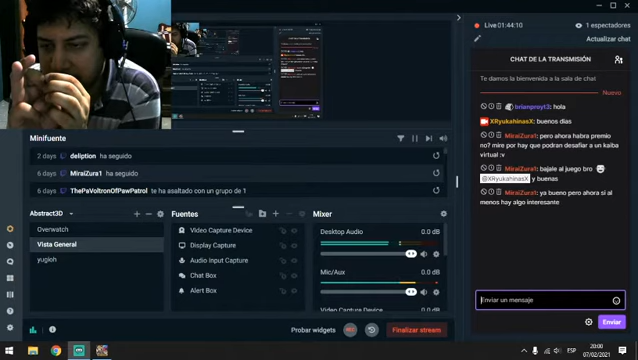 Live 01:44:10
1 espectadores
Actualizar chat
CHAT DE LA TRANSMISIÓN
Te damos la bienvenida a la sala de chat
Nuevo
brianproy13: hola
XRyukahinasX: buenos dias
MiraiZura1: pero ahora habra premio
no? mire por hay que podran desafiar a un kaiba
virtual :v
MiraiZura1: bajale al juego bro
@XRyukahinasX y buenas
MiraiZura1: ya bueno pero ahora si al
menos hay algo interesante
Enviar un mensaje
Enviar
Minifuente
2 days deliption ha seguido
6 days MiraiZura1 ha seguido
6 days ThePaVoltronOfPawPatrol te ha asaltado con un grupo de 1
Abstract3D
Overwatch
Vista General
yugioh
Fuentes
Video Capture Device
Display Capture
Audio Input Capture
Chat Box
Alert Box
Mixer
Desktop Audio 0.0 dB
Mic/Aux 0.0 dB
Video Capture Device 0.0 dB
Probar widgets
REC
Finalizar stream
ESP
20:00
07/02/2021